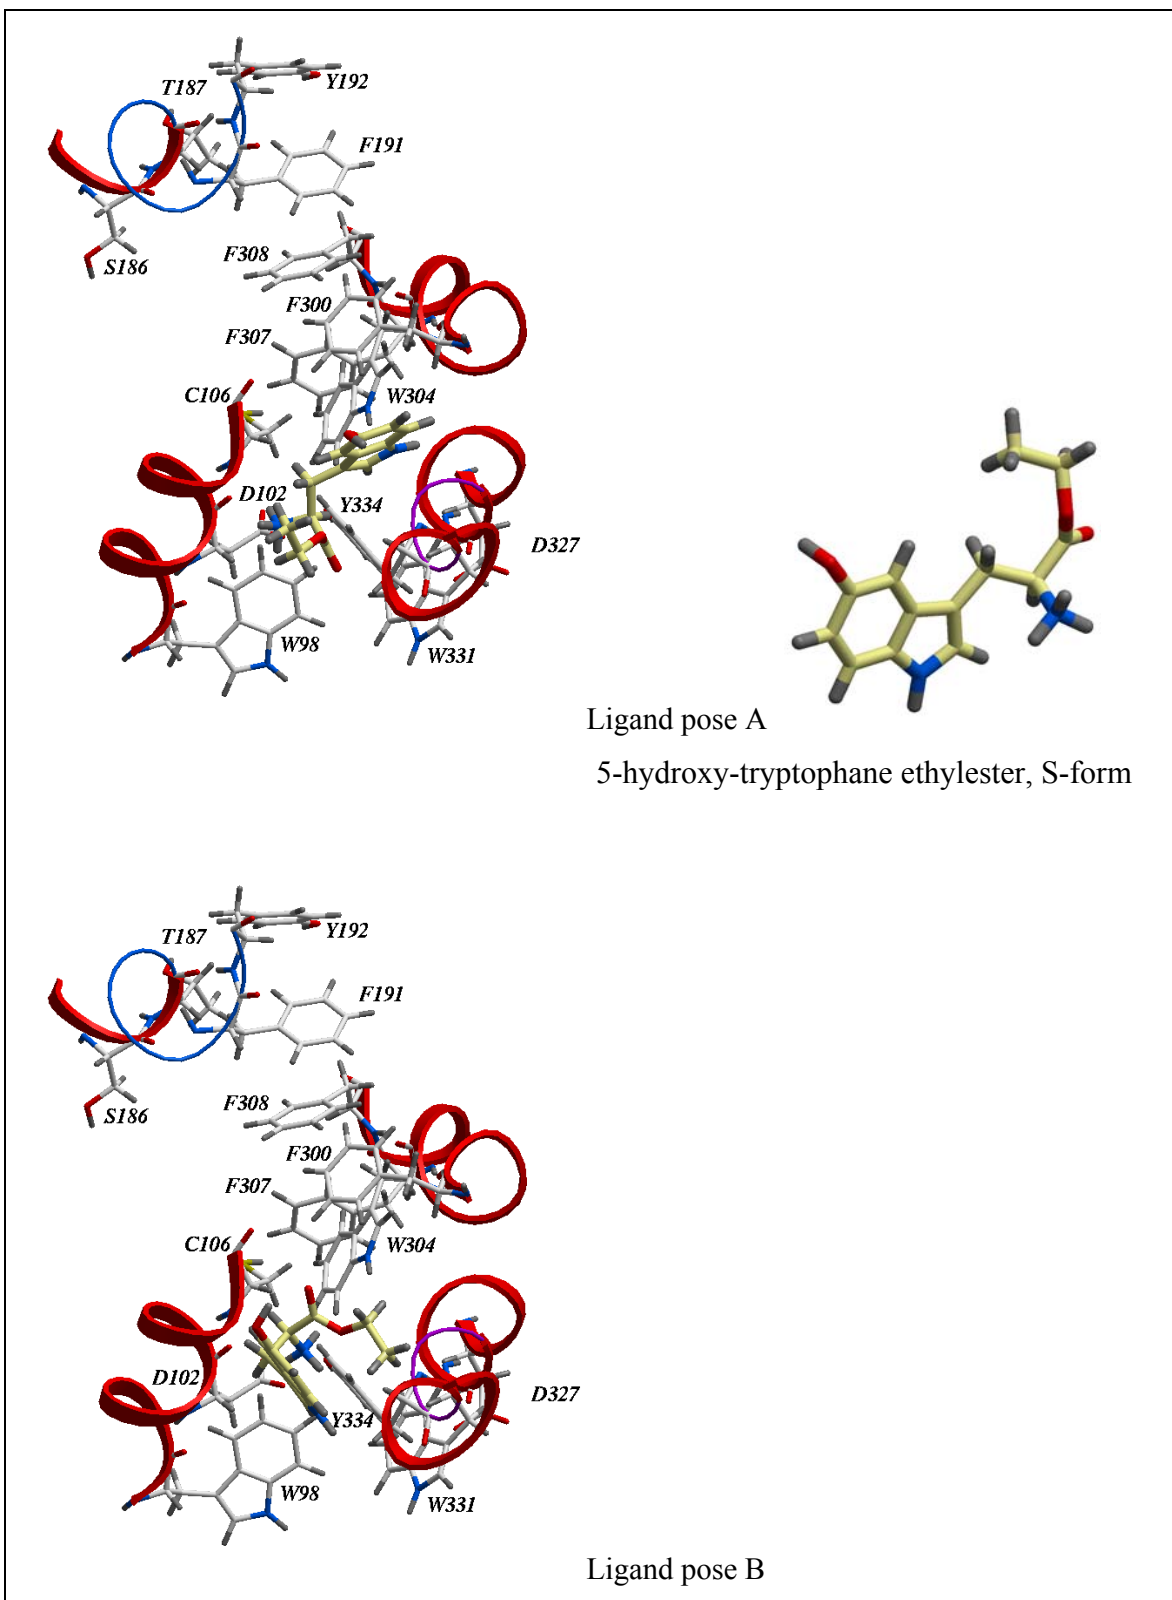 Y192
T187
F191
S186
F308
F300
F307
C106
W304
D102
Y334
D327
W98
W331
Ligand pose A
5-hydroxy-tryptophane ethylester, S-form
Y192
T187
F191
S186
F308
F300
F307
C106
W304
D102
D327
Y334
W98
W331
Ligand pose B